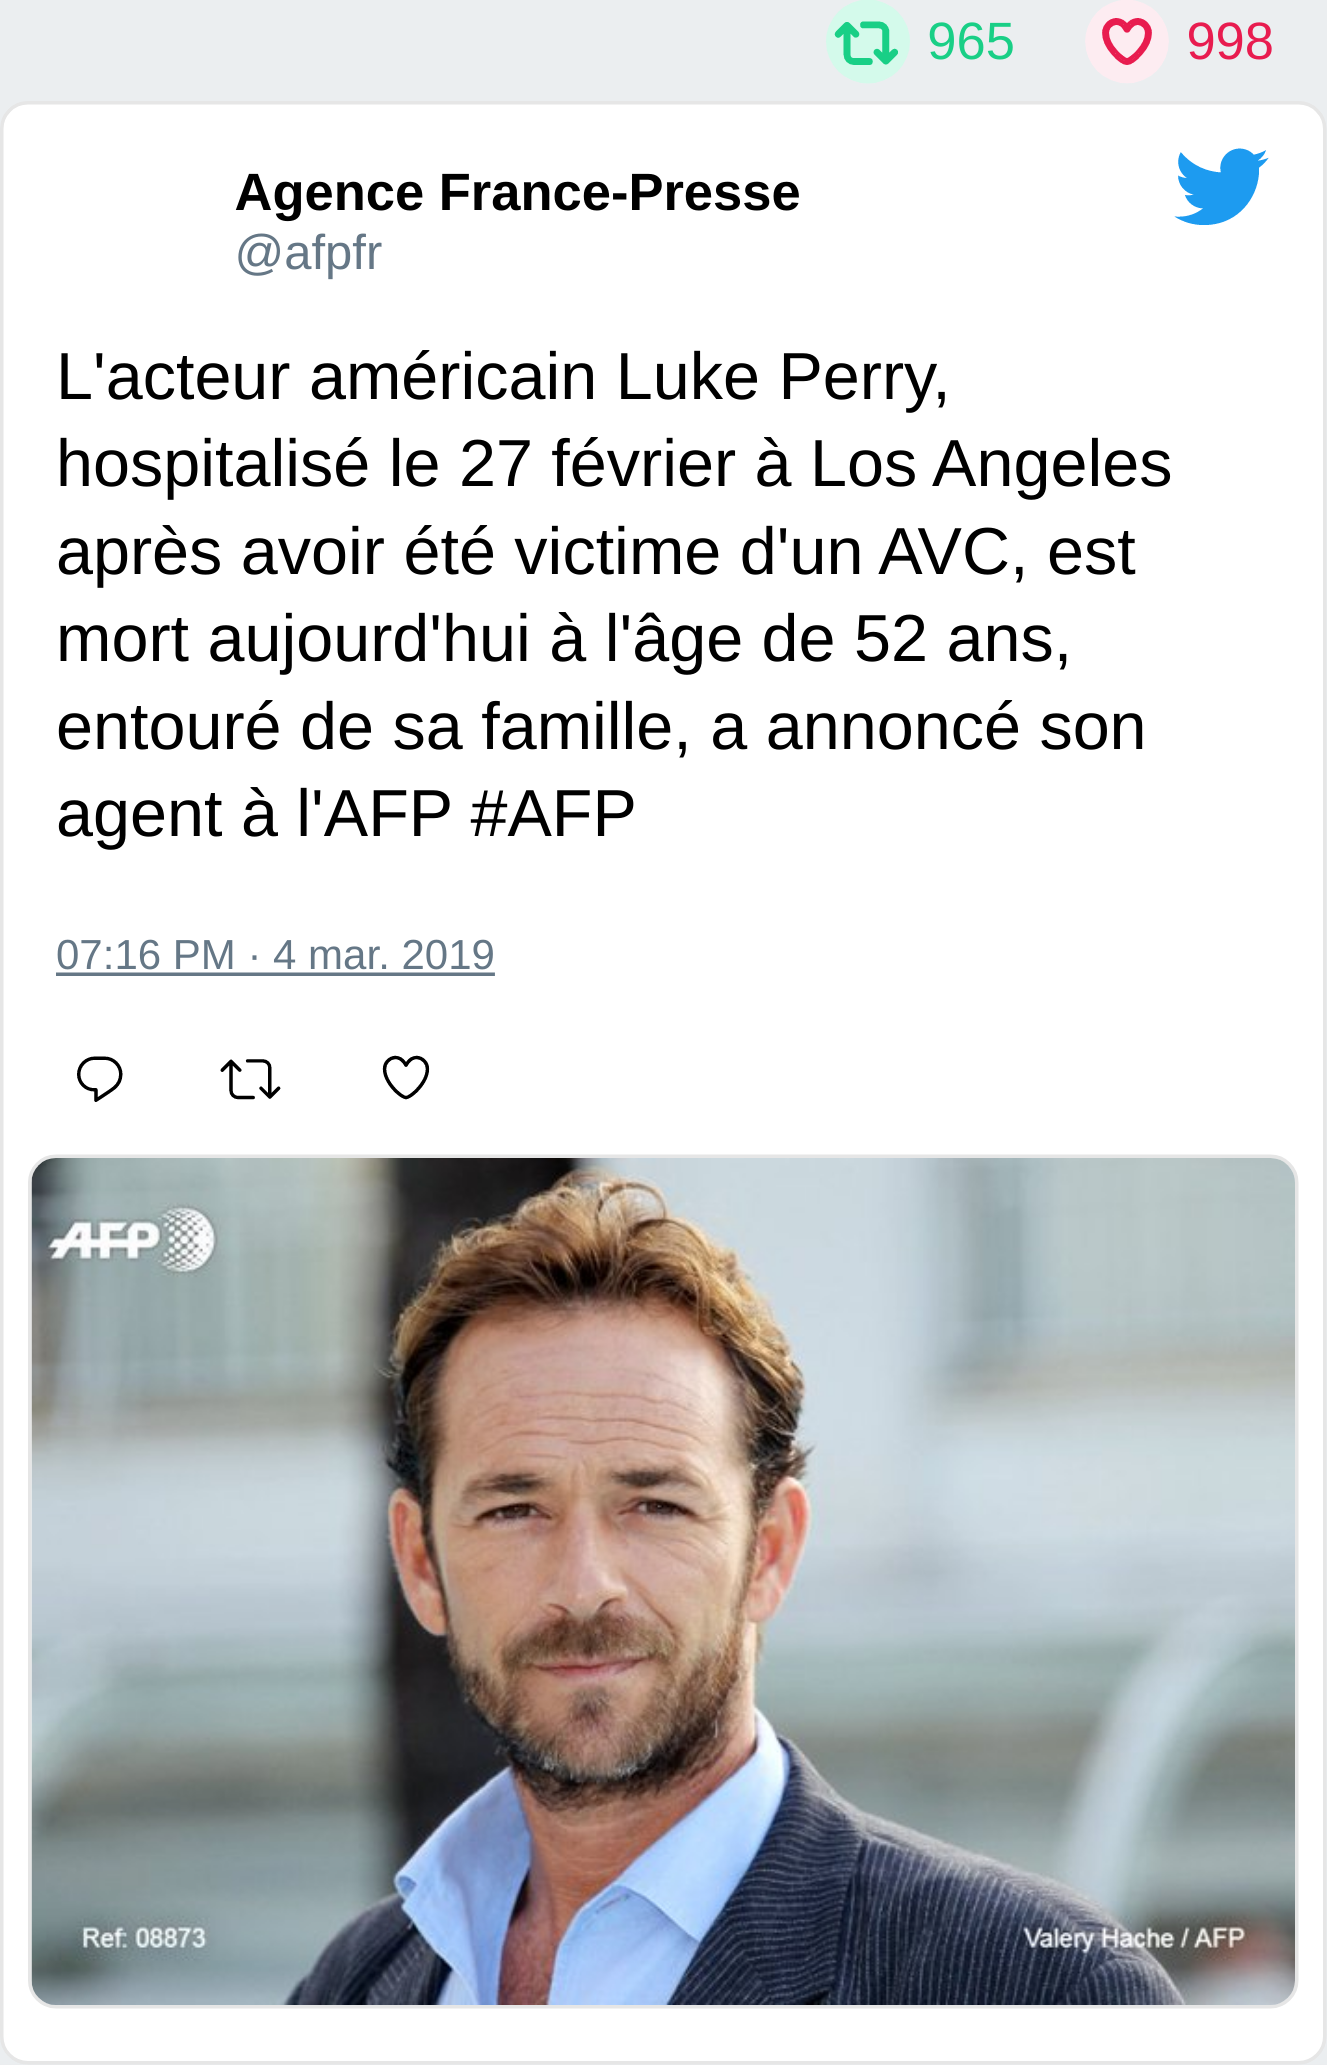 965 998
Agence France-Presse
@afpfr
L'acteur américain Luke Perry,
hospitalisé le 27 février à Los Angeles
après avoir été victime d'un AVC, est
mort aujourd'hui à l'âge de 52 ans,
entouré de sa famille, a annoncé son
agent à l'AFP #AFP
07:16 PM · 4 mar. 2019
AFP
Ref: 08873
Valery Hache / AFP